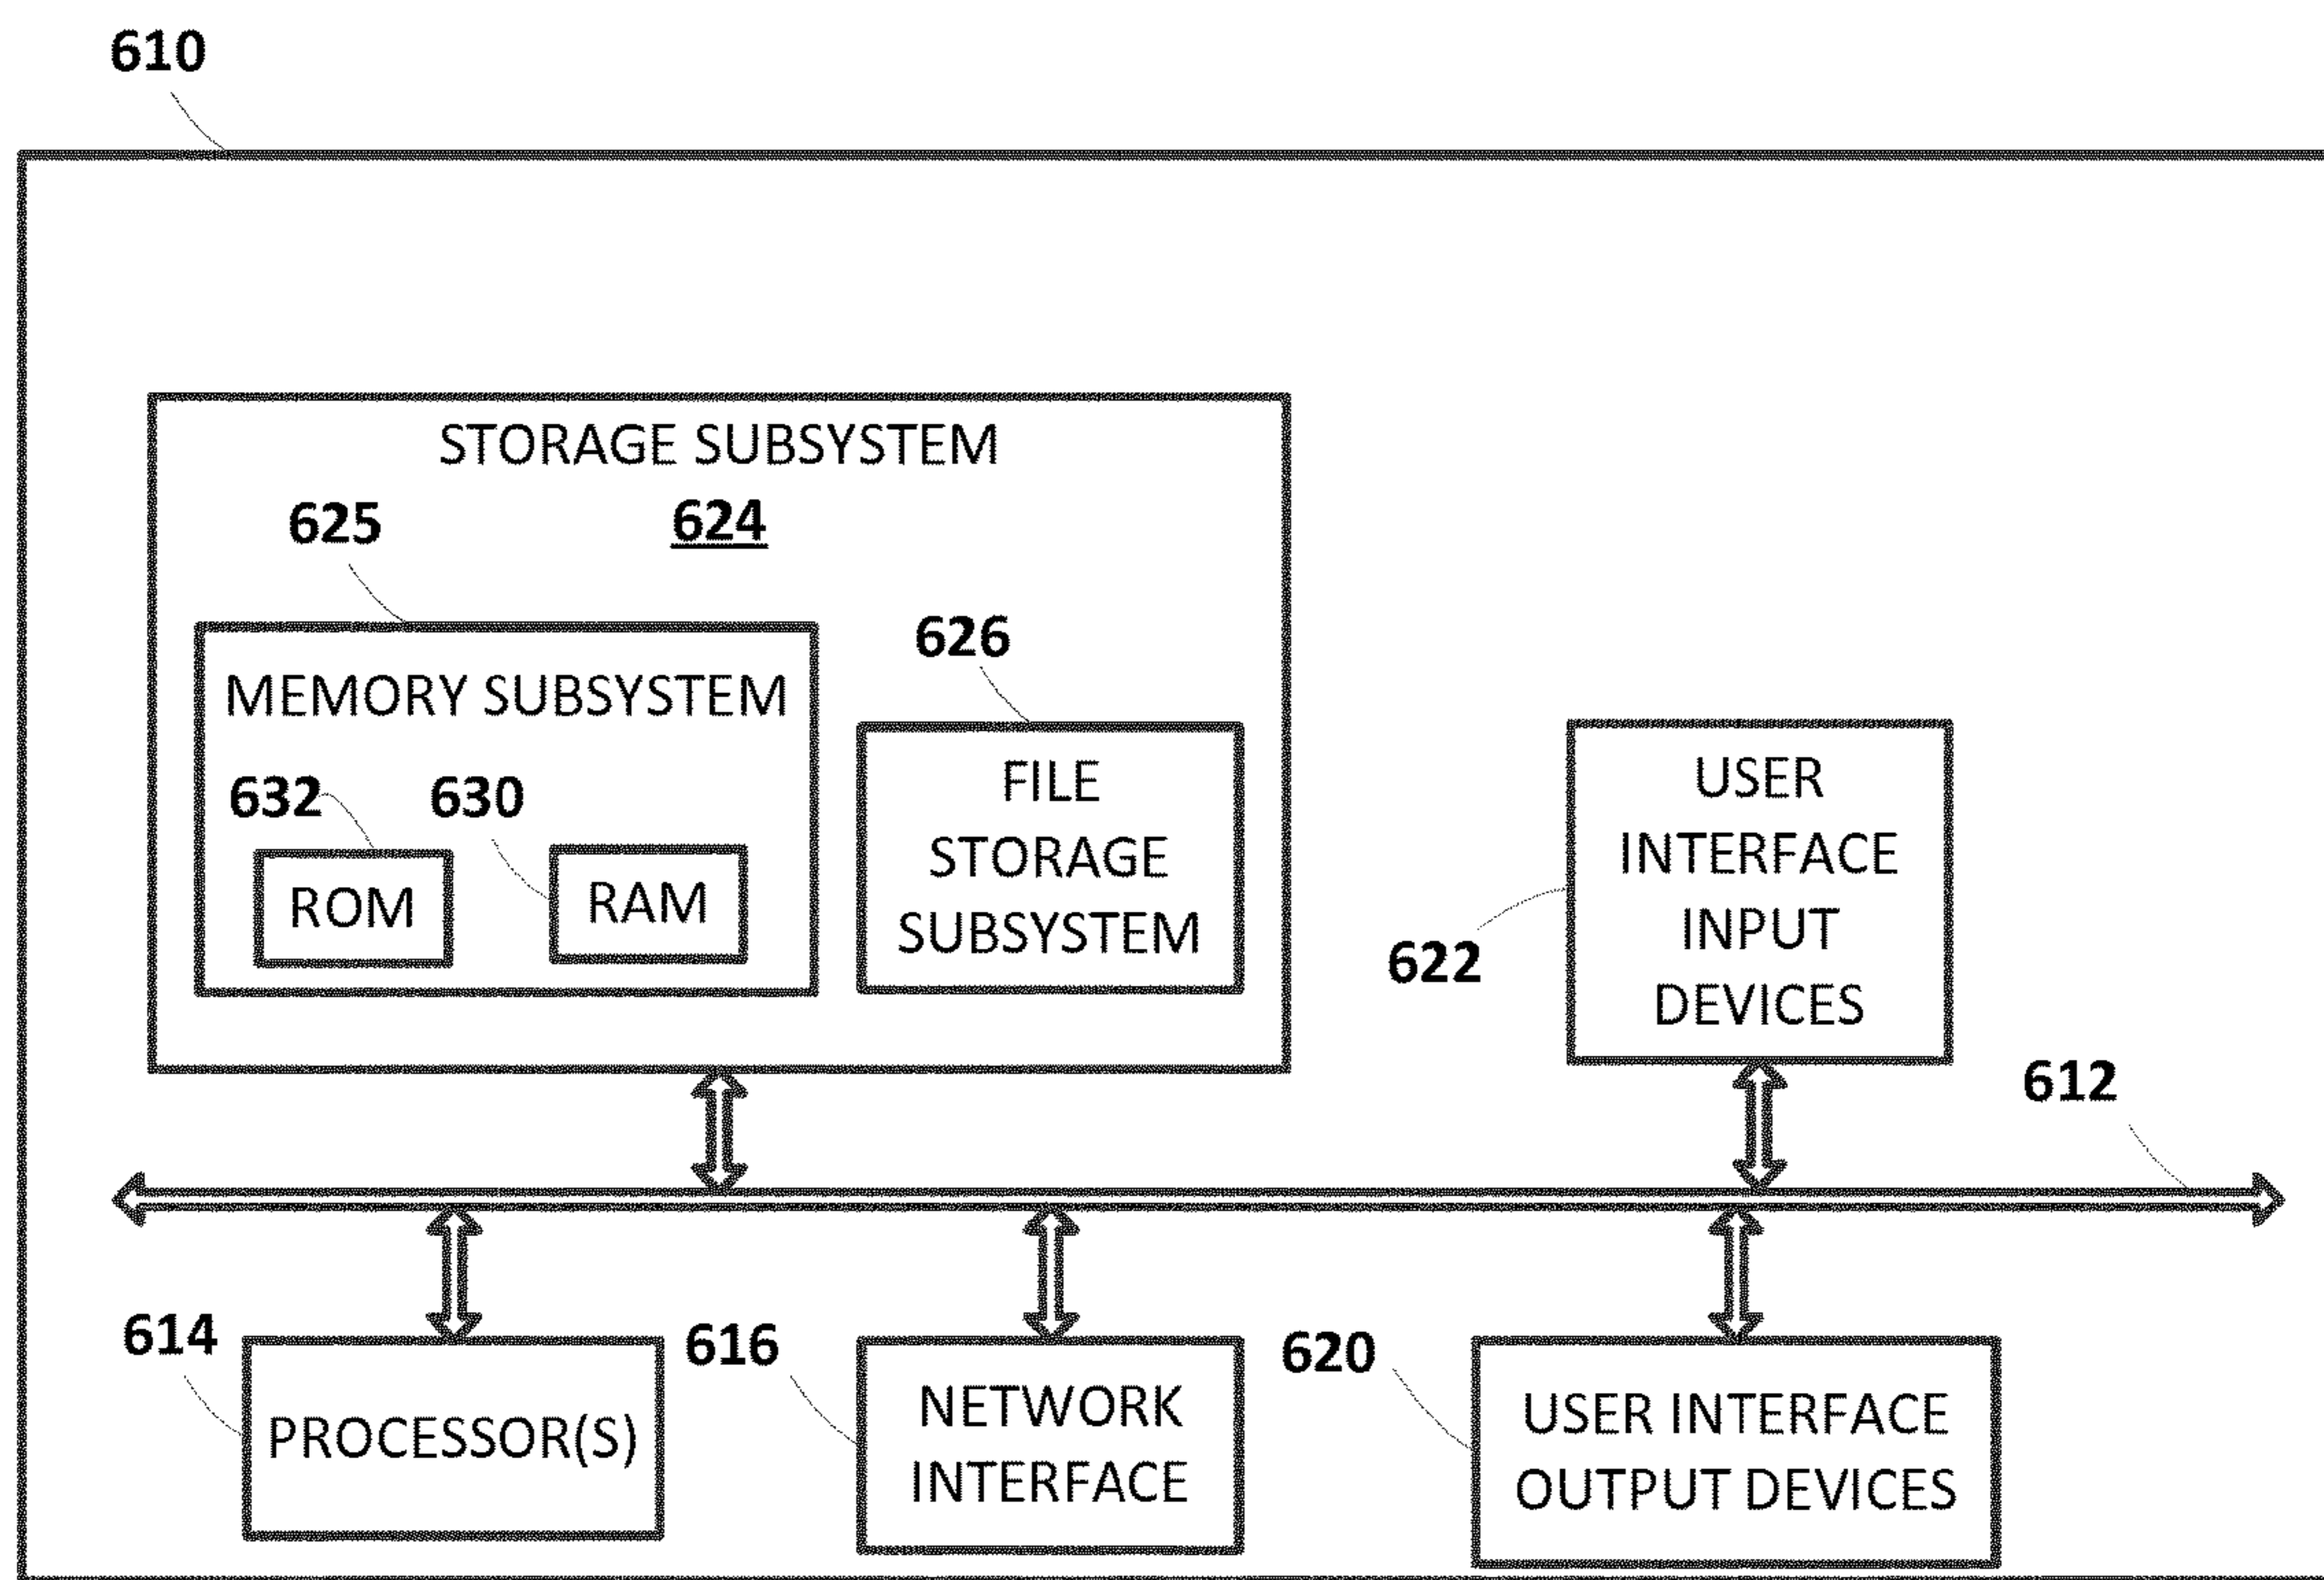 610
STORAGE SUBSYSTEM
624
625
MEMORY SUBSYSTEM
632
630
ROM
RAM
626
FILE
STORAGE
SUBSYSTEM
USER
INTERFACE
INPUT
DEVICES
622
612
614
PROCESSOR(S)
616
NETWORK
INTERFACE
620
USER INTERFACE
OUTPUT DEVICES